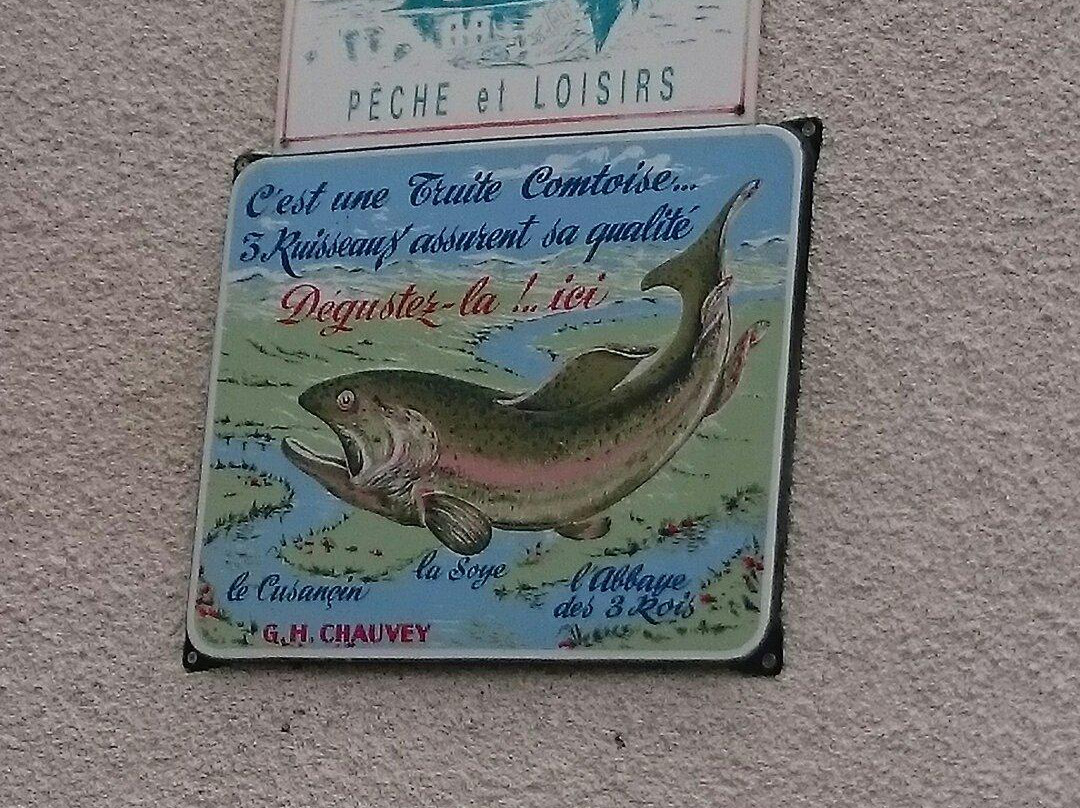 PÊCHE et LOISIRS
C'est une Truite Comtoise...
3 Ruisseaux assurent sa qualité
Dégustez-la !.. ici
le Cusançin
la Soye
l'Abbaye
des 3 Rois
G. H. CHAUVEY